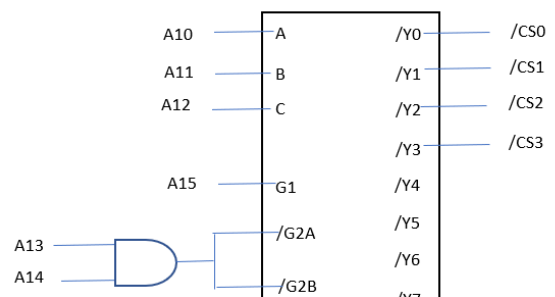 A10 A /Y0 /CS0
A11 B /Y1 /CS1
A12 C /Y2 /CS2
/Y3 /CS3
A15 G1 /Y4
/G2A /Y5
A13
A14 /Y6
/G2B /Y7